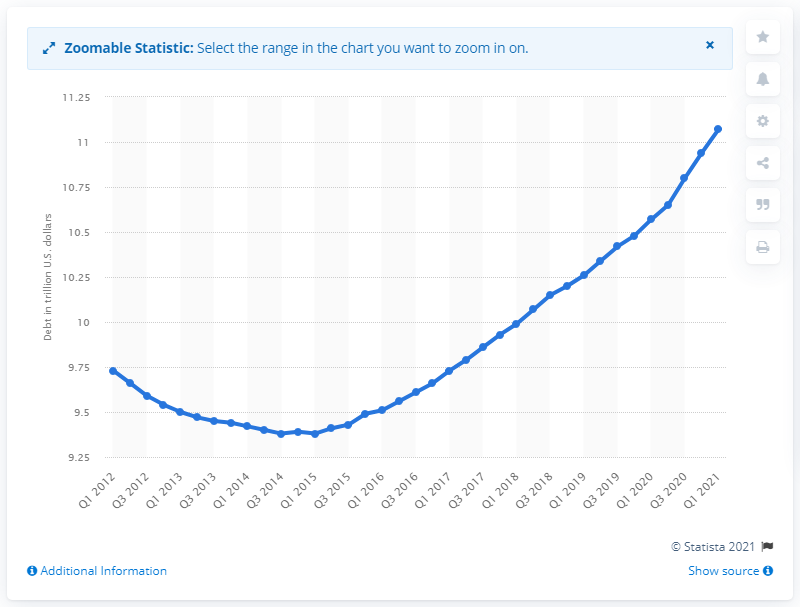 Zoomable Statistic: Select the range in the chart you want to zoom in on.
×
11.25
11
10.75
10.5
10.25
10
9.75
9.5
9.25
Debt in trillion U.S. dollars
Q1 2012
Q3 2012
Q1 2013
Q3 2013
Q1 2014
Q3 2014
Q1 2015
Q3 2015
Q1 2016
Q3 2016
Q1 2017
Q3 2017
Q1 2018
Q3 2018
Q1 2019
Q3 2019
Q1 2020
Q3 2020
Q1 2021
© Statista 2021
Additional Information
Show source